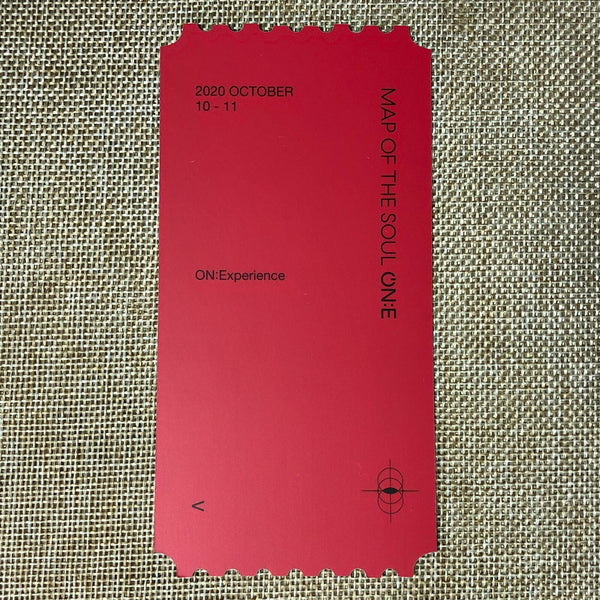 2020 OCTOBER
10 - 11
MAP OF THE SOUL ON:E
ON:Experience
V